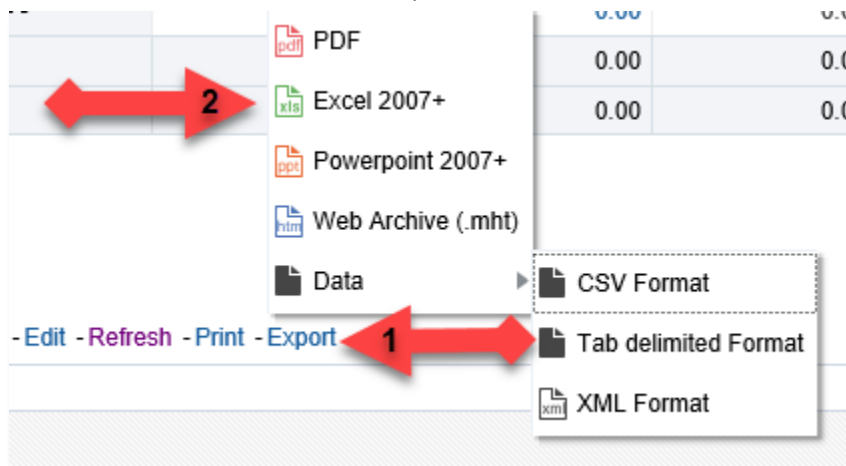 0.00
PDF
0.00
2
Excel 2007+
0.00
Powerpoint 2007+
Web Archive (.mht)
Data
CSV Format
- Edit - Refresh - Print - Export
1
Tab delimited Format
XML Format